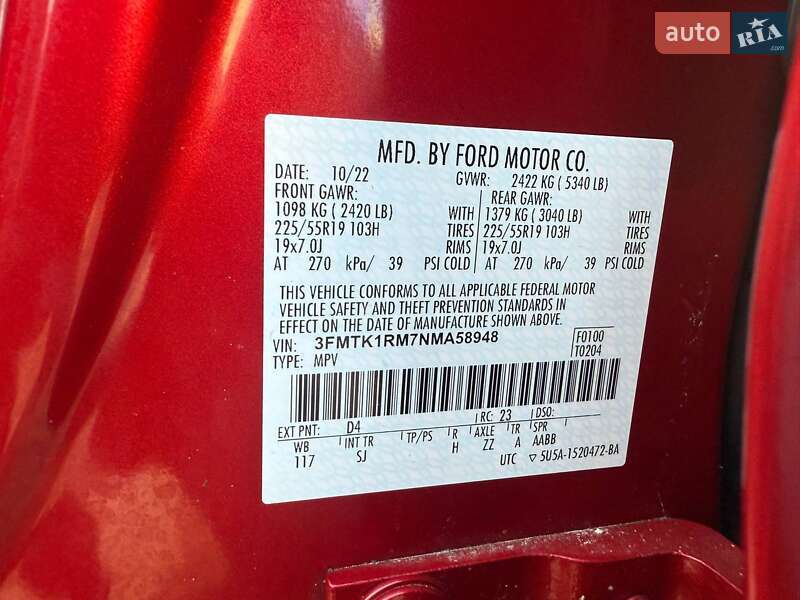 auto RIA.com
MFD. BY FORD MOTOR CO.
DATE: 10/22 GVWR: 2422 KG ( 5340 LB)
FRONT GAWR: REAR GAWR:
1098 KG ( 2420 LB) WITH 1379 KG ( 3040 LB) WITH
225/55R19 103H TIRES 225/55R19 103H TIRES
19x7.0J RIMS 19x7.0J RIMS
AT 270 kPa/ 39 PSI COLD AT 270 kPa/ 39 PSI COLD
THIS VEHICLE CONFORMS TO ALL APPLICABLE FEDERAL MOTOR
VEHICLE SAFETY AND THEFT PREVENTION STANDARDS IN
EFFECT ON THE DATE OF MANUFACTURE SHOWN ABOVE.
VIN: 3FMTK1RM7NMA58948 F0100
TYPE: MPV T0204
EXT PNT: D4 RC: 23 DSO:
WB INT TR TP/PS R AXLE TR SPR
117 SJ H ZZ A AABB
UTC ▽ 5U5A-1520472-BA